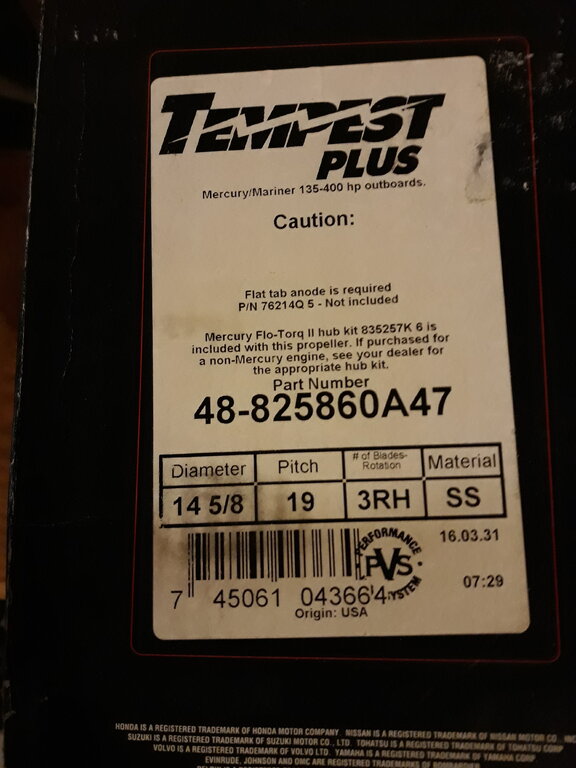 TEMPEST
PLUS
Mercury/Mariner 135-400 hp outboards.
Caution:
Flat tab anode is required
P/N 76214Q 5 - Not included
Mercury Flo-Torq II hub kit 835257K 6 is
included with this propeller. If purchased for
a non-Mercury engine, see your dealer for
the appropriate hub kit.
Part Number
48-825860A47
Diameter Pitch # of Blades-Rotation Material
14 5/8 19 3RH SS
16.03.31
PERFORMANCE
PVS
SYSTEM
07:29
7 45061 04366 4
Origin: USA
HONDA IS A REGISTERED TRADEMARK OF HONDA MOTOR COMPANY NISSAN IS A REGISTERED TRADEMARK OF NISSAN MOTOR CO., INC
SUZUKI IS A REGISTERED TRADEMARK OF SUZUKI MOTOR CO., LTD. TOHATSU IS A REGISTERED TRADEMARK OF TOHATSU CORP
VOLVO IS A REGISTERED TRADEMARK OF VOLVO LTD. YAMAHA IS A REGISTERED TRADEMARK OF YAMAHA CORP
EVINRUDE, JOHNSON AND OMC ARE REGISTERED TRADEMARKS OF